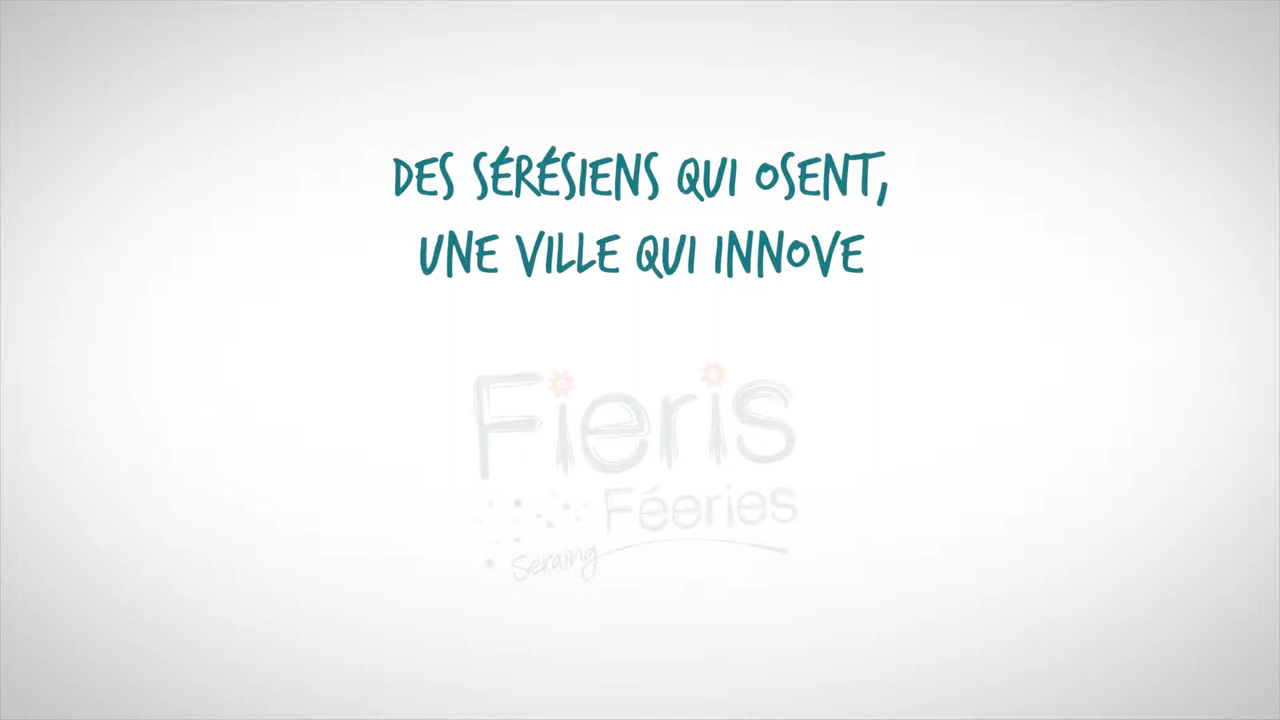 DES SÉRÉSIENS QUI OSENT,
UNE VILLE QUI INNOVE
Fieris
Féeries
Seraing